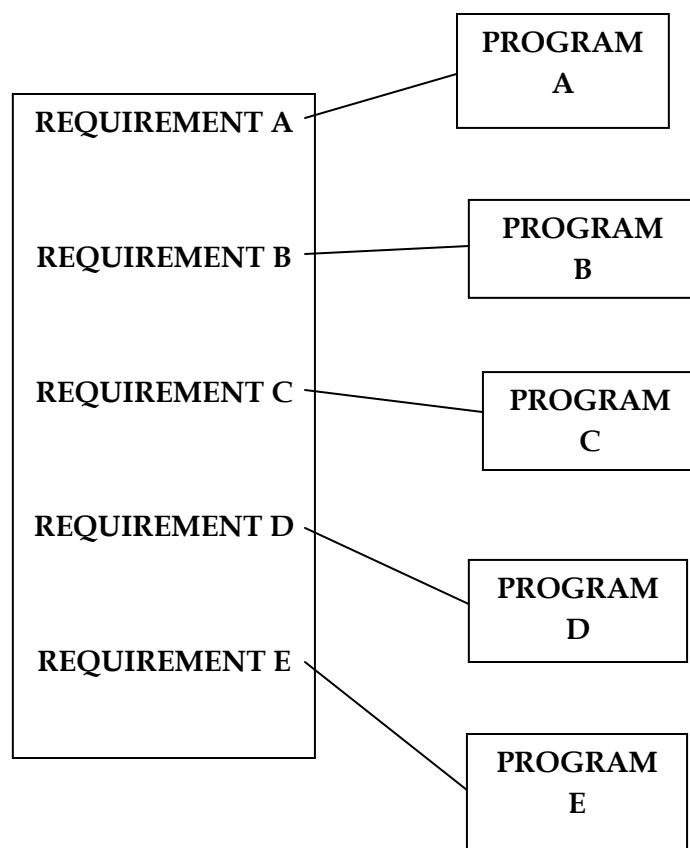 REQUIREMENT A
REQUIREMENT B
REQUIREMENT C
REQUIREMENT D
REQUIREMENT E
PROGRAM
A
PROGRAM
B
PROGRAM
C
PROGRAM
D
PROGRAM
E